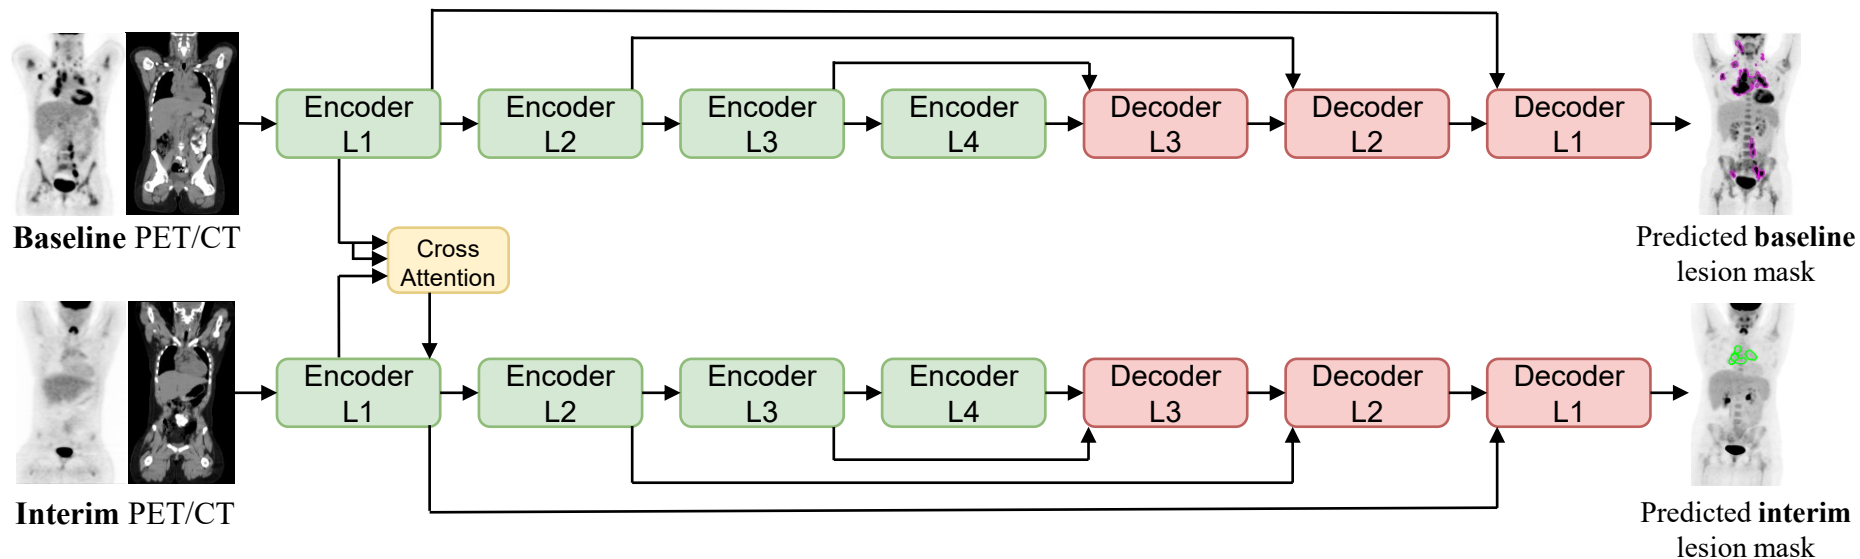 Encoder
L1
Encoder
L2
Encoder
L3
Encoder
L4
Decoder
L3
Decoder
L2
Decoder
L1
Baseline PET/CT
Predicted baseline
lesion mask
Cross
Attention
Encoder
L1
Encoder
L2
Encoder
L3
Encoder
L4
Decoder
L3
Decoder
L2
Decoder
L1
Interim PET/CT
Predicted interim
lesion mask